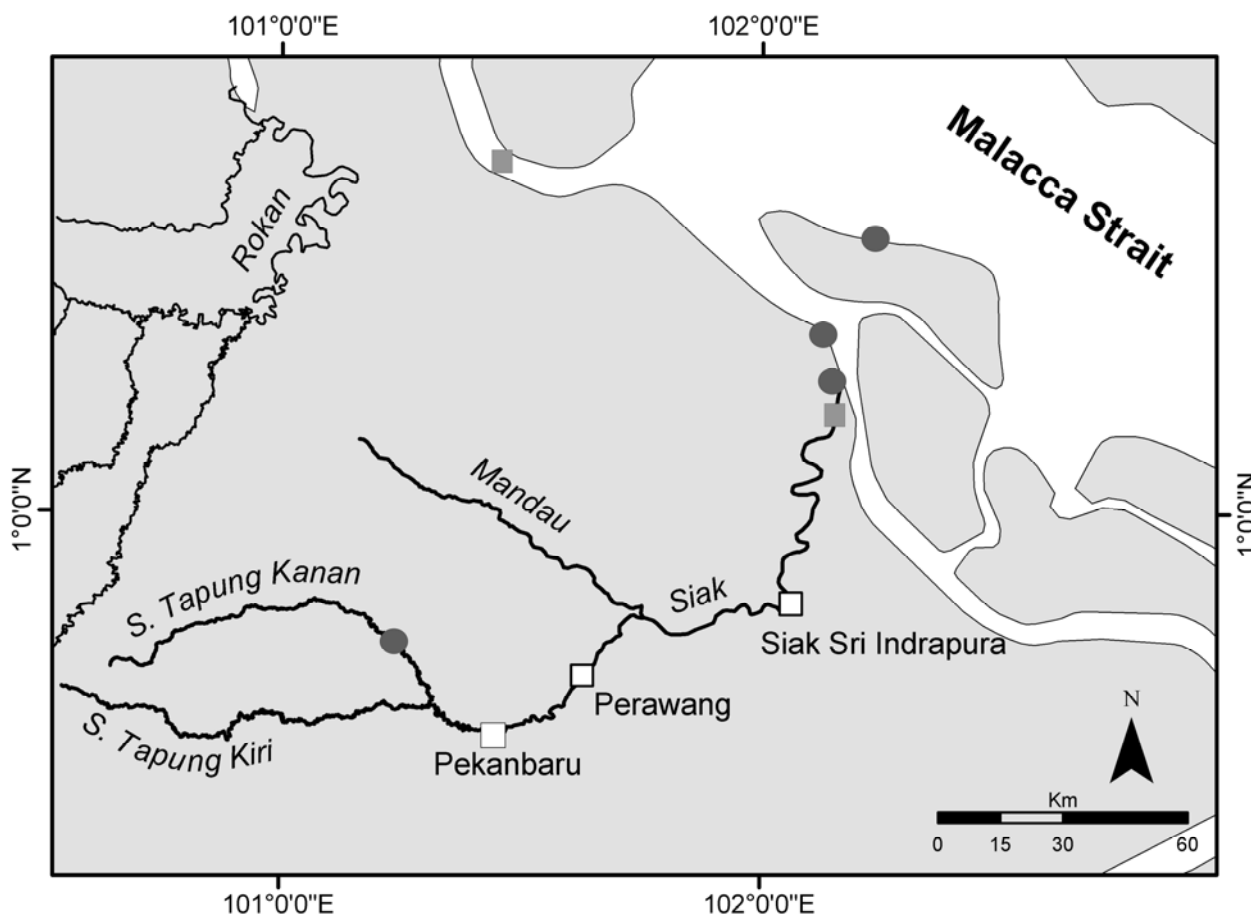 101°0'0"E
102°0'0"E
Malacca Strait
Rokan
1°0'0"N
1°0'0"N
Mandau
S. Tapung Kanan
Siak
Siak Sri Indrapura
Perawang
S. Tapung Kiri
Pekanbaru
N
Km
0 15 30 60
101°0'0"E
102°0'0"E